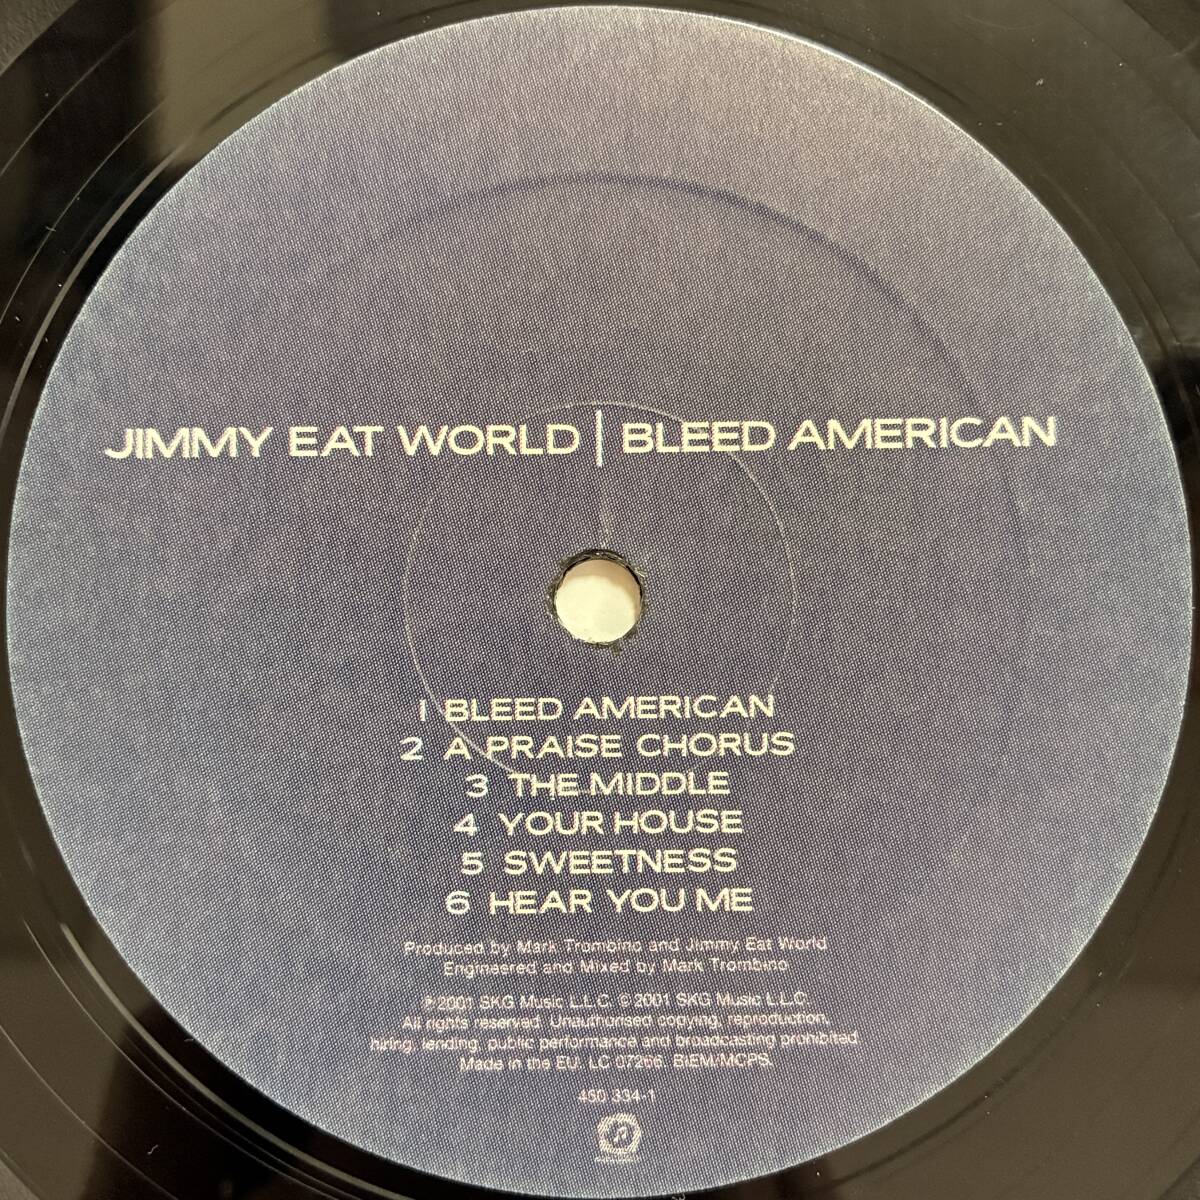 JIMMY EAT WORLD | BLEED AMERICAN
1 BLEED AMERICAN
2 A PRAISE CHORUS
3 THE MIDDLE
4 YOUR HOUSE
5 SWEETNESS
6 HEAR YOU ME
Produced by Mark Trombino and Jimmy Eat World
Engineered and Mixed by Mark Trombino
℗ 2001 SKG Music L.L.C. © 2001 SKG Music L.L.C.
All rights reserved. Unauthorised copying, reproduction,
hiring, lending, public performance and broadcasting prohibited.
Made in the EU. LC 07266. BIEM/MCPS.
450 334-1